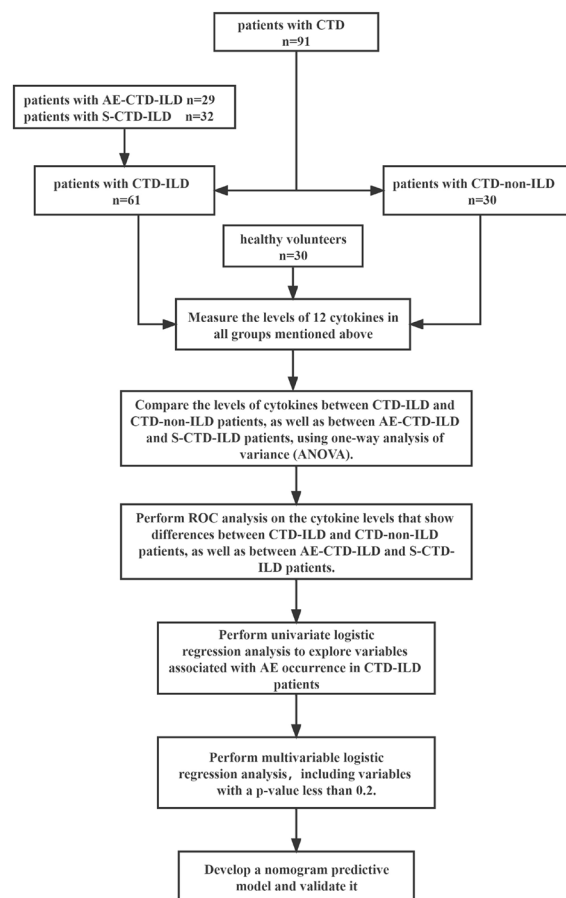 patients with CTD
n=91
patients with AE-CTD-ILD n=29
patients with S-CTD-ILD n=32
patients with CTD-ILD
n=61
patients with CTD-non-ILD
n=30
healthy volunteers
n=30
Measure the levels of 12 cytokines in
all groups mentioned above
Compare the levels of cytokines between CTD-ILD and
CTD-non-ILD patients, as well as between AE-CTD-ILD
and S-CTD-ILD patients, using one-way analysis of
variance (ANOVA).
Perform ROC analysis on the cytokine levels that show
differences between CTD-ILD and CTD-non-ILD
patients, as well as between AE-CTD-ILD and S-CTD-
ILD patients.
Perform univariate logistic
regression analysis to explore variables
associated with AE occurrence in CTD-ILD
patients
Perform multivariable logistic
regression analysis, including variables
with a p-value less than 0.2.
Develop a nomogram predictive
model and validate it